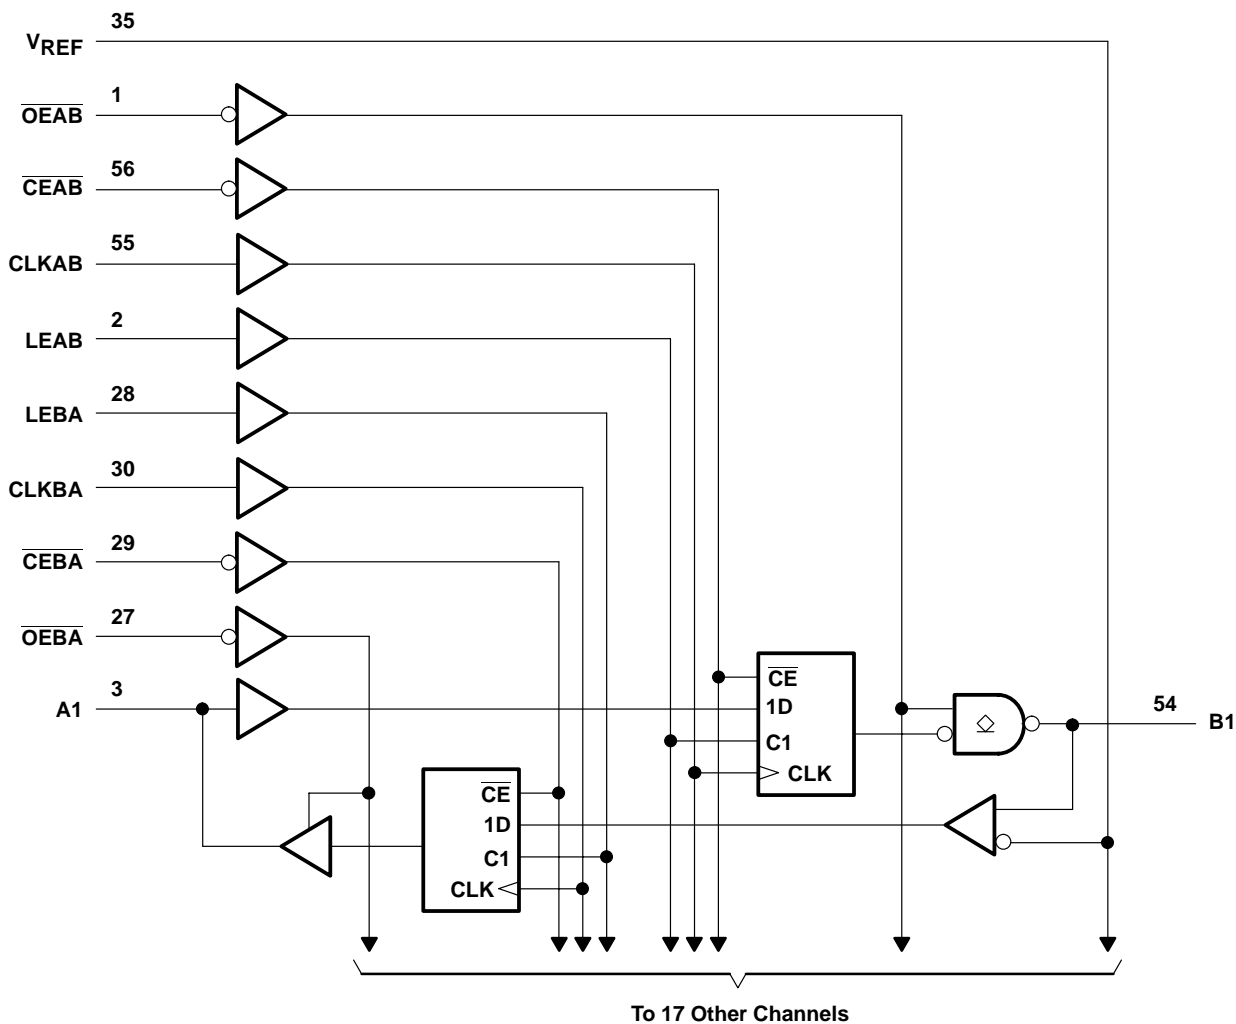 35
VREF
1
OEAB
56
CEAB
55
CLKAB
2
LEAB
28
LEBA
30
CLKBA
29
CEBA
27
OEBA
3
A1
CE
1D
C1
CLK
54
B1
CE
1D
C1
CLK
To 17 Other Channels